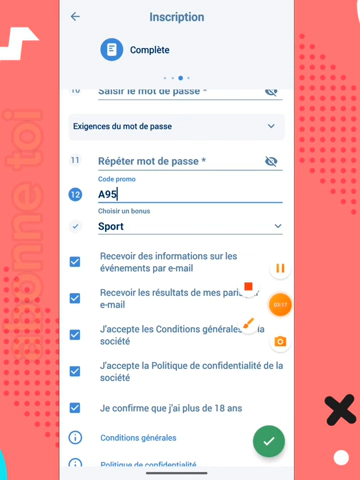 Inscription
Complète
10 Saisir le mot de passe *
Exigences du mot de passe
11 Répéter mot de passe *
Code promo
12 A95
Choisir un bonus
Sport
Recevoir des informations sur les
événements par e-mail
Recevoir les résultats de mes paris
e-mail
J'accepte les Conditions générales la
société
J'accepte la Politique de confidentialité de la
société
Je confirme que j'ai plus de 18 ans
Conditions générales
Politique de confidentialité
onne toi